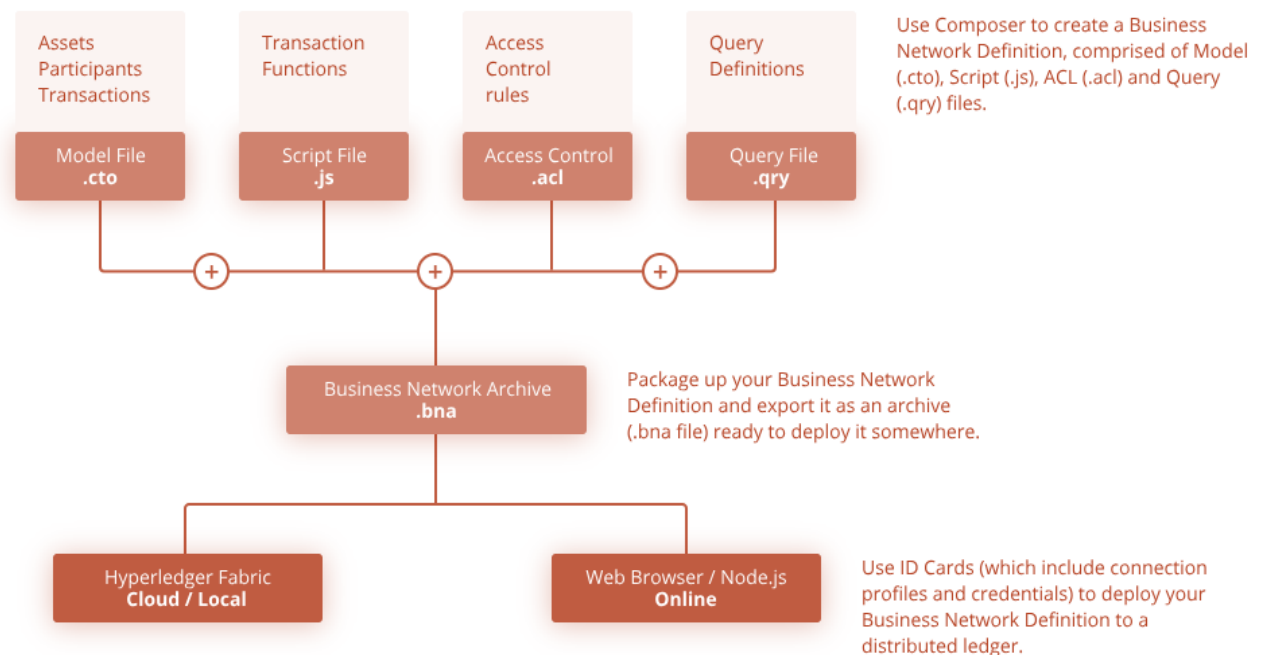 Assets
Participants
Transactions
Model File
.cto
Transaction
Functions
Script File
.js
Access
Control
rules
Access Control
.acl
Query
Definitions
Query File
.qry
Use Composer to create a Business
Network Definition, comprised of Model
(.cto), Script (.js), ACL (.acl) and Query
(.qry) files.
+
+
+
Business Network Archive
.bna
Package up your Business Network
Definition and export it as an archive
(.bna file) ready to deploy it somewhere.
Hyperledger Fabric
Cloud / Local
Web Browser / Node.js
Online
Use ID Cards (which include connection
profiles and credentials) to deploy your
Business Network Definition to a
distributed ledger.